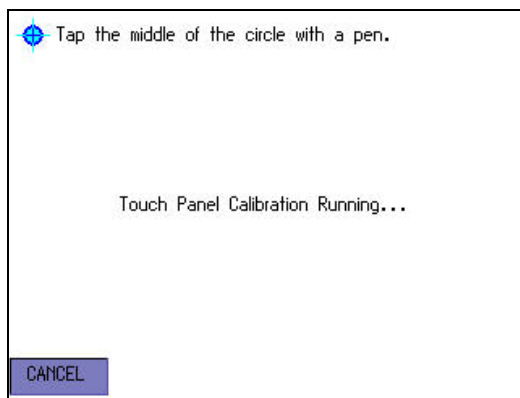 Tap the middle of the circle with a pen.
Touch Panel Calibration Running...
CANCEL